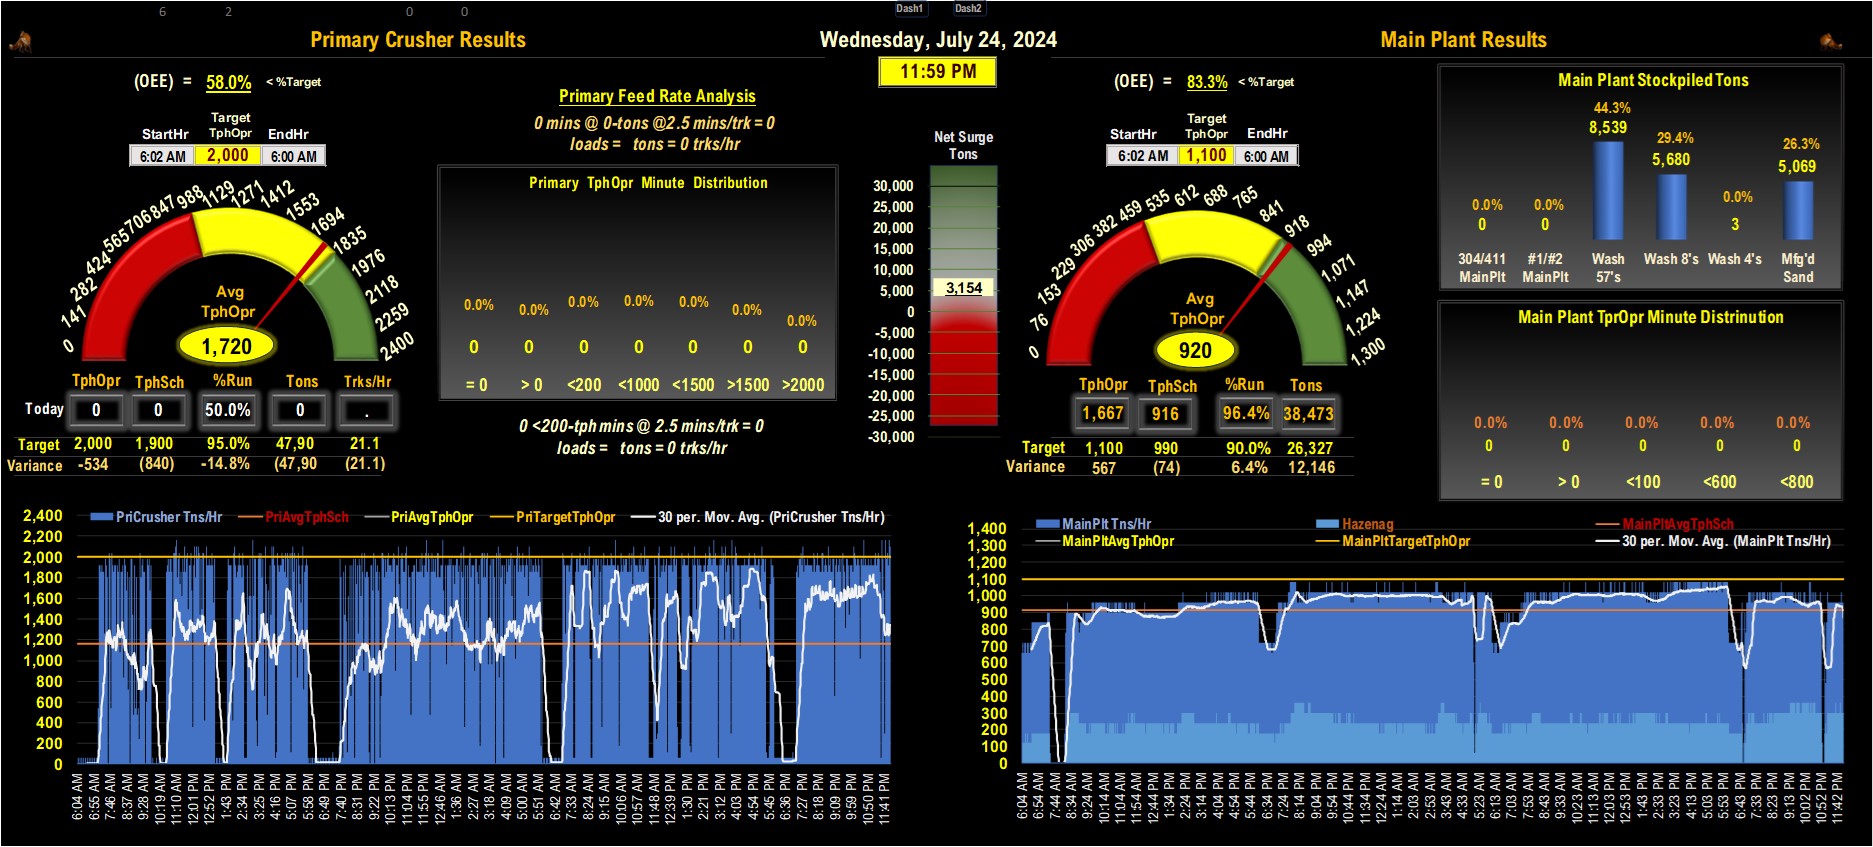 6 2 0 0 Dash1 Dash2
Primary Crusher Results
Wednesday, July 24, 2024
Main Plant Results
11:59 PM
(OEE) = 58.0% < %Target
StartHr Target TphOpr EndHr
6:02 AM 2,000 6:00 AM
0 141 282 424 565 706 847 988 1129 1271 1412 1553 1694 1835 1976 2118 2259 2400
Avg
TphOpr
1,720
TphOpr TphSch %Run Tons Trks/Hr
Today 0 0 50.0% 0 .
Target 2,000 1,900 95.0% 47,90 21.1
Variance -534 (840) -14.8% (47,90 (21.1)
Primary Feed Rate Analysis
0 mins @ 0-tons @2.5 mins/trk = 0
loads = tons = 0 trks/hr
Primary TphOpr Minute Distribution
0.0% 0.0% 0.0% 0.0% 0.0% 0.0% 0.0%
0 0 0 0 0 0 0
= 0 > 0 <200 <1000 <1500 >1500 >2000
0 <200-tph mins @ 2.5 mins/trk = 0
loads = tons = 0 trks/hr
Net Surge
Tons
30,000
25,000
20,000
15,000
10,000
5,000
3,154
0
-5,000
-10,000
-15,000
-20,000
-25,000
-30,000
(OEE) = 83.3% < %Target
StartHr Target TphOpr EndHr
6:02 AM 1,100 6:00 AM
0 76 153 229 306 382 459 535 612 688 765 841 918 994 1,071 1,147 1,224 1,300
Avg
TphOpr
920
TphOpr TphSch %Run Tons
1,667 916 96.4% 38,473
Target 1,100 990 90.0% 26,327
Variance 567 (74) 6.4% 12,146
Main Plant Stockpiled Tons
0.0% 0.0% 44.3% 29.4% 0.0% 26.3%
0 0 8,539 5,680 3 5,069
304/411 #1/#2 Wash Wash 8's Wash 4's Mfg'd
MainPlt MainPlt 57's Sand
Main Plant TprOpr Minute Distrinution
0.0% 0.0% 0.0% 0.0% 0.0%
0 0 0 0 0
= 0 > 0 <100 <600 <800
PriCrusher Tns/Hr PriAvgTphSch PriAvgTphOpr PriTargetTphOpr 30 per. Mov. Avg. (PriCrusher Tns/Hr)
2,400
2,200
2,000
1,800
1,600
1,400
1,200
1,000
800
600
400
200
0
6:04 AM 6:55 AM 7:46 AM 8:37 AM 9:28 AM 10:19 AM 11:10 AM 12:01 PM 12:52 PM 1:43 PM 2:34 PM 3:25 PM 4:16 PM 5:07 PM 5:58 PM 6:49 PM 7:40 PM 8:31 PM 9:22 PM 10:13 PM 11:04 PM 11:55 PM 12:46 AM 1:36 AM 2:27 AM 3:18 AM 4:09 AM 5:00 AM 5:51 AM 6:42 AM 7:33 AM 8:24 AM 9:15 AM 10:06 AM 10:57 AM 11:48 AM 12:39 PM 1:30 PM 2:21 PM 3:12 PM 4:03 PM 4:54 PM 5:45 PM 6:36 PM 7:27 PM 8:18 PM 9:09 PM 9:59 PM 10:50 PM 11:41 PM
MainPlt Tns/Hr Hazenag MainPltAvgTphSch
MainPltAvgTphOpr MainPltTargetTphOpr 30 per. Mov. Avg. (MainPlt Tns/Hr)
1,400
1,300
1,200
1,100
1,000
900
800
700
600
500
400
300
200
100
0
6:04 AM 6:54 AM 7:44 AM 8:34 AM 9:24 AM 10:14 AM 11:04 AM 11:54 AM 12:44 PM 1:34 PM 2:24 PM 3:14 PM 4:04 PM 4:54 PM 5:44 PM 6:34 PM 7:24 PM 8:14 PM 9:04 PM 9:54 PM 10:44 PM 11:34 PM 12:24 AM 1:14 AM 2:03 AM 2:53 AM 3:43 AM 4:33 AM 5:23 AM 6:13 AM 7:03 AM 7:53 AM 8:43 AM 9:33 AM 10:23 AM 11:13 AM 12:03 PM 12:53 PM 1:43 PM 2:33 PM 3:23 PM 4:13 PM 5:03 PM 5:53 PM 6:43 PM 7:33 PM 8:23 PM 9:13 PM 10:02 PM 10:52 PM 11:42 PM